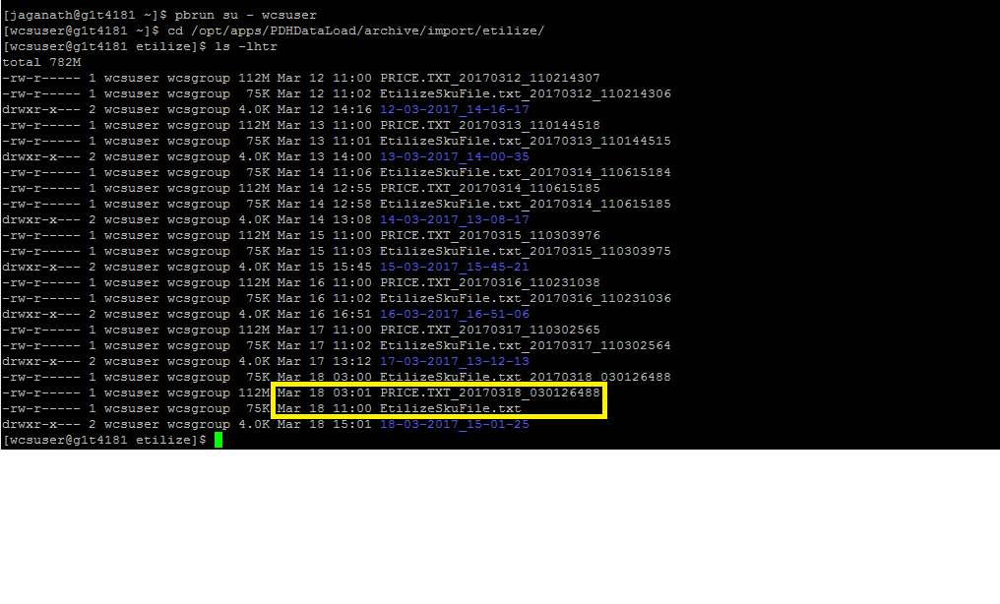 [jaganath@g1t4181 ~]$ pbrun su - wcsuser
[wcsuser@g1t4181 ~]$ cd /opt/apps/PDHDataLoad/archive/import/etilize/
[wcsuser@g1t4181 etilize]$ ls -lhtr
total 782M
-rw-r----- 1 wcsuser wcsgroup 112M Mar 12 11:00 PRICE.TXT_20170312_110214307
-rw-r----- 1 wcsuser wcsgroup  75K Mar 12 11:02 EtilizeSkuFile.txt_20170312_110214306
drwxr-x--- 2 wcsuser wcsgroup 4.0K Mar 12 14:16 12-03-2017_14-16-17
-rw-r----- 1 wcsuser wcsgroup 112M Mar 13 11:00 PRICE.TXT_20170313_110144518
-rw-r----- 1 wcsuser wcsgroup  75K Mar 13 11:01 EtilizeSkuFile.txt_20170313_110144515
drwxr-x--- 2 wcsuser wcsgroup 4.0K Mar 13 14:00 13-03-2017_14-00-35
-rw-r----- 1 wcsuser wcsgroup  75K Mar 14 11:06 EtilizeSkuFile.txt_20170314_110615184
-rw-r----- 1 wcsuser wcsgroup 112M Mar 14 12:55 PRICE.TXT_20170314_110615185
-rw-r----- 1 wcsuser wcsgroup  75K Mar 14 12:58 EtilizeSkuFile.txt_20170314_110615185
drwxr-x--- 2 wcsuser wcsgroup 4.0K Mar 14 13:08 14-03-2017_13-08-17
-rw-r----- 1 wcsuser wcsgroup 112M Mar 15 11:00 PRICE.TXT_20170315_110303976
-rw-r----- 1 wcsuser wcsgroup  75K Mar 15 11:03 EtilizeSkuFile.txt_20170315_110303975
drwxr-x--- 2 wcsuser wcsgroup 4.0K Mar 15 15:45 15-03-2017_15-45-21
-rw-r----- 1 wcsuser wcsgroup 112M Mar 16 11:00 PRICE.TXT_20170316_110231038
-rw-r----- 1 wcsuser wcsgroup  75K Mar 16 11:02 EtilizeSkuFile.txt_20170316_110231036
drwxr-x--- 2 wcsuser wcsgroup 4.0K Mar 16 16:51 16-03-2017_16-51-06
-rw-r----- 1 wcsuser wcsgroup 112M Mar 17 11:00 PRICE.TXT_20170317_110302565
-rw-r----- 1 wcsuser wcsgroup  75K Mar 17 11:02 EtilizeSkuFile.txt_20170317_110302564
drwxr-x--- 2 wcsuser wcsgroup 4.0K Mar 17 13:12 17-03-2017_13-12-13
-rw-r----- 1 wcsuser wcsgroup  75K Mar 18 03:00 EtilizeSkuFile.txt_20170318_030126488
-rw-r----- 1 wcsuser wcsgroup 112M Mar 18 03:01 PRICE.TXT_20170318_030126488
-rw-r----- 1 wcsuser wcsgroup  75K Mar 18 11:00 EtilizeSkuFile.txt
drwxr-x--- 2 wcsuser wcsgroup 4.0K Mar 18 15:01 18-03-2017_15-01-25
[wcsuser@g1t4181 etilize]$